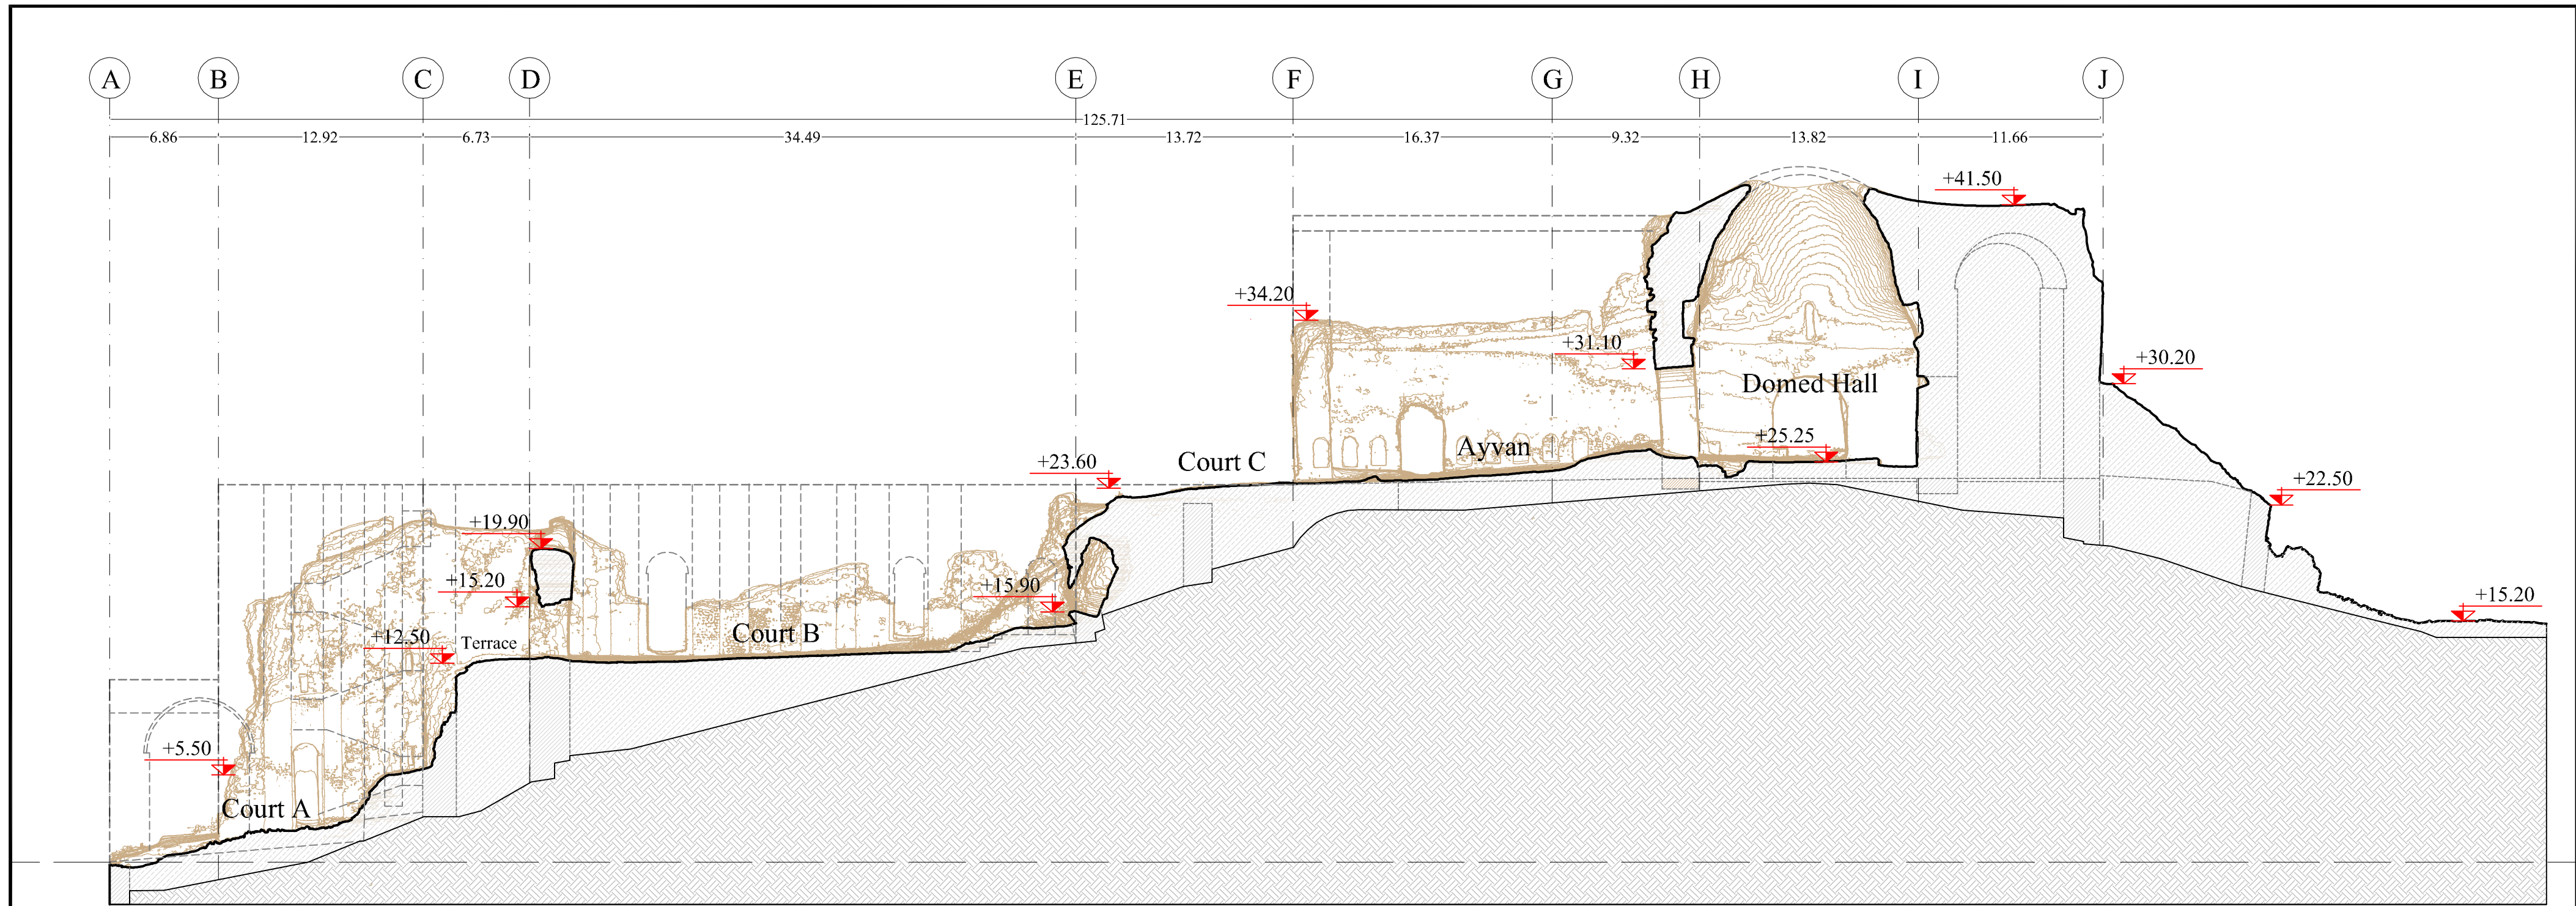 A B C D E F G H I J
125.71
6.86 12.92 6.73 34.49 13.72 16.37 9.32 13.82 11.66
+41.50
+34.20
+31.10
+30.20
Domed Hall
+25.25
Ayvan
+23.60
Court C
+22.50
+19.90
+15.20
+15.90
+15.20
+12.50
Terrace
Court B
+5.50
Court A